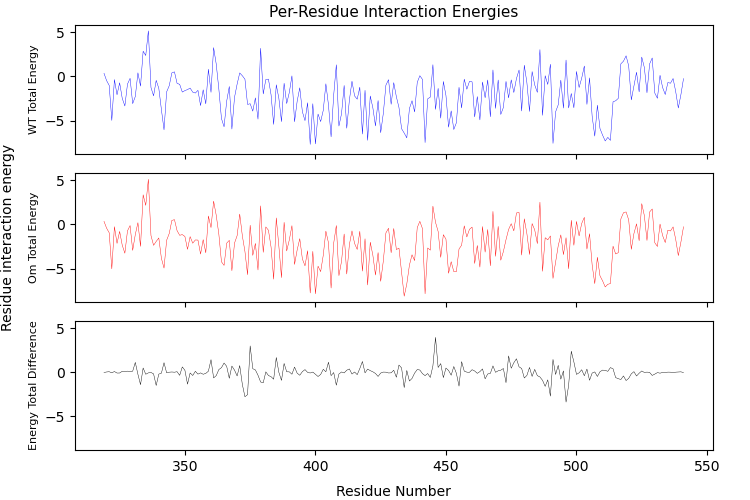 Per-Residue Interaction Energies
Residue interaction energy
WT Total Energy
5
0
−5
Om Total Energy
5
0
−5
Energy Total Difference
5
0
−5
350
400
450
500
550
Residue Number